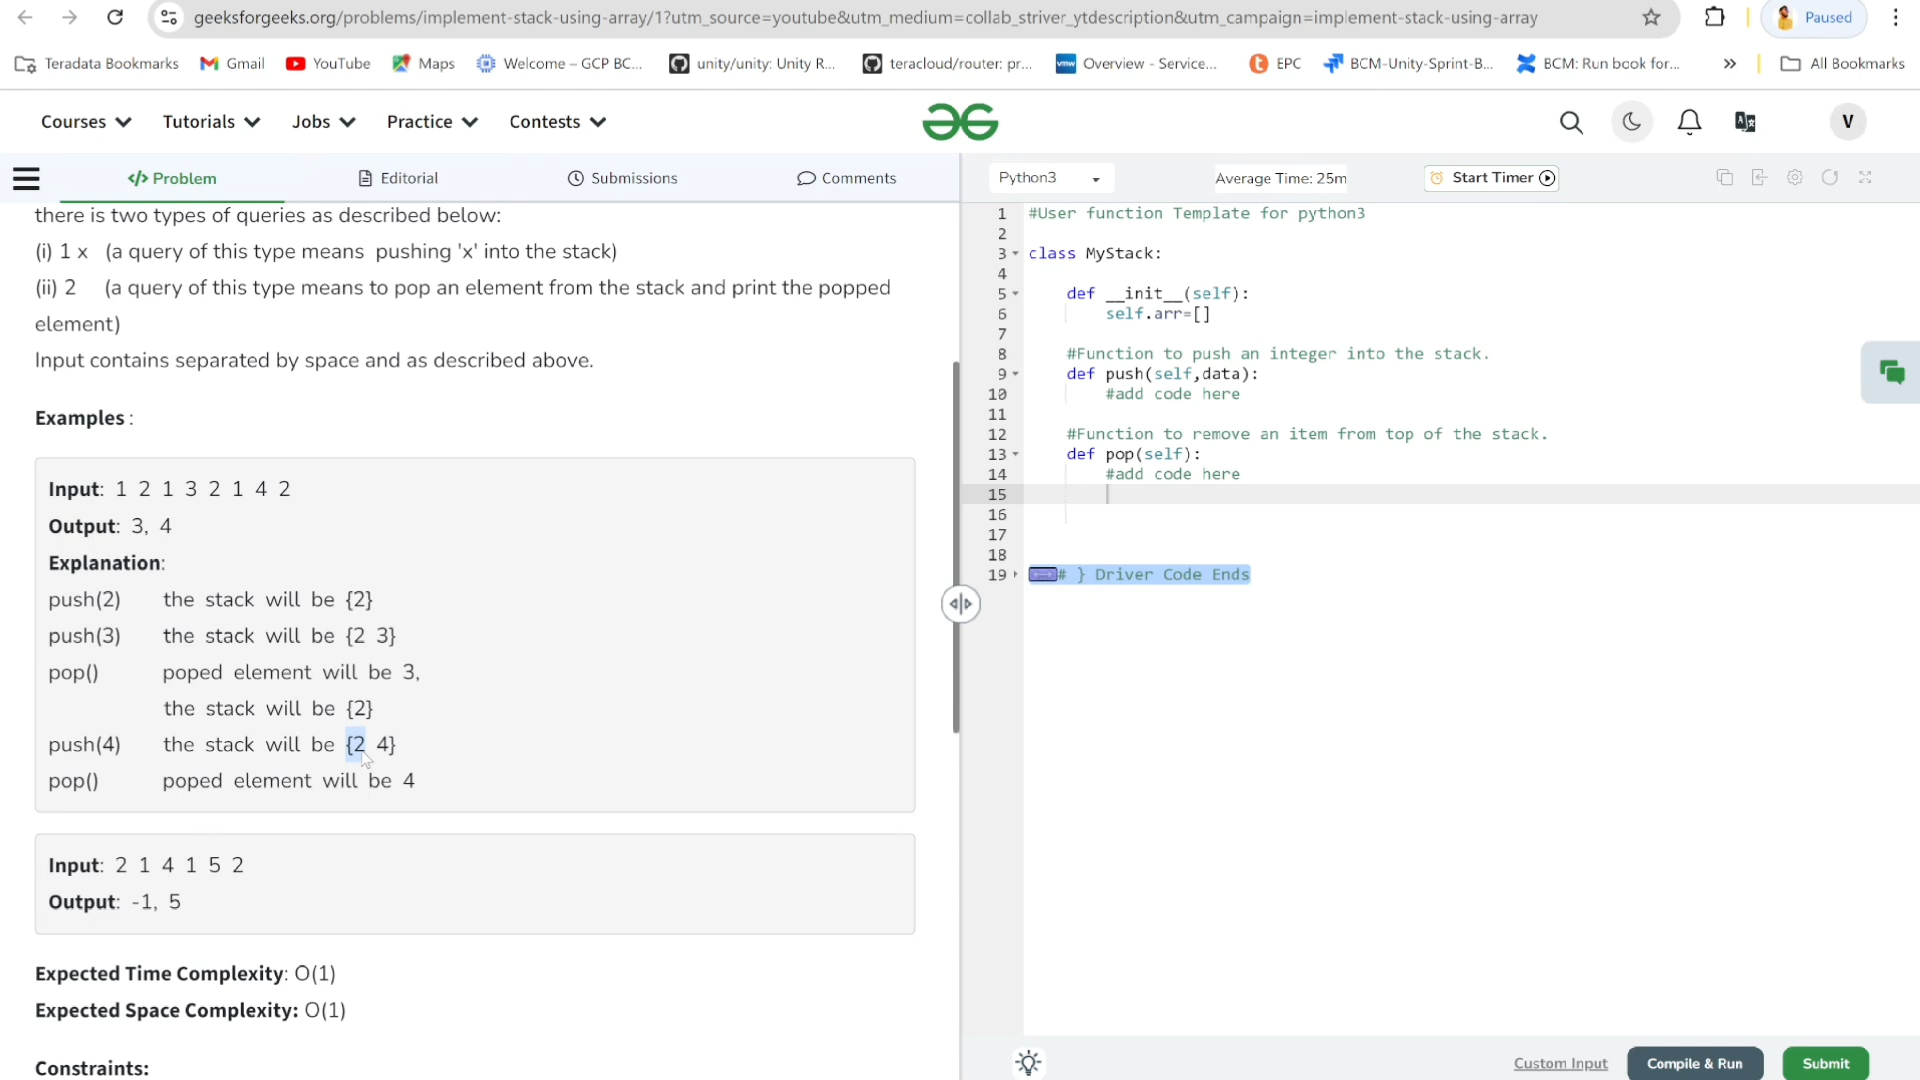 geeksforgeeks.org/problems/implement-stack-using-array/1?utm_source=youtube&utm_medium=collab_striver_ytdescription&utm_campaign=implement-stack-using-array
Paused
Teradata Bookmarks
Gmail
YouTube
Maps
Welcome – GCP BC...
unity/unity: Unity R...
teracloud/router: pr...
vmw
Overview - Service...
EPC
BCM-Unity-Sprint-B...
BCM: Run book for...
»
All Bookmarks
Courses
Tutorials
Jobs
Practice
Contests
V
</> Problem
Editorial
Submissions
Comments
there is two types of queries as described below:
(i) 1 x (a query of this type means pushing 'x' into the stack)
(ii) 2 (a query of this type means to pop an element from the stack and print the popped
element)
Input contains separated by space and as described above.
Examples :
Input: 1 2 1 3 2 1 4 2
Output: 3, 4
Explanation:
push(2) the stack will be {2}
push(3) the stack will be {2 3}
pop() poped element will be 3,
the stack will be {2}
push(4) the stack will be {2 4}
pop() poped element will be 4
Input: 2 1 4 1 5 2
Output: -1, 5
Expected Time Complexity: O(1)
Expected Space Complexity: O(1)
Constraints:
Python3
Average Time: 25m
Start Timer
1 #User function Template for python3
2
3 class MyStack:
4
5 def __init__(self):
6 self.arr=[]
7
8 #Function to push an integer into the stack.
9 def push(self,data):
10 #add code here
11
12 #Function to remove an item from top of the stack.
13 def pop(self):
14 #add code here
15
16
17
18
19 # } Driver Code Ends
Custom Input
Compile & Run
Submit